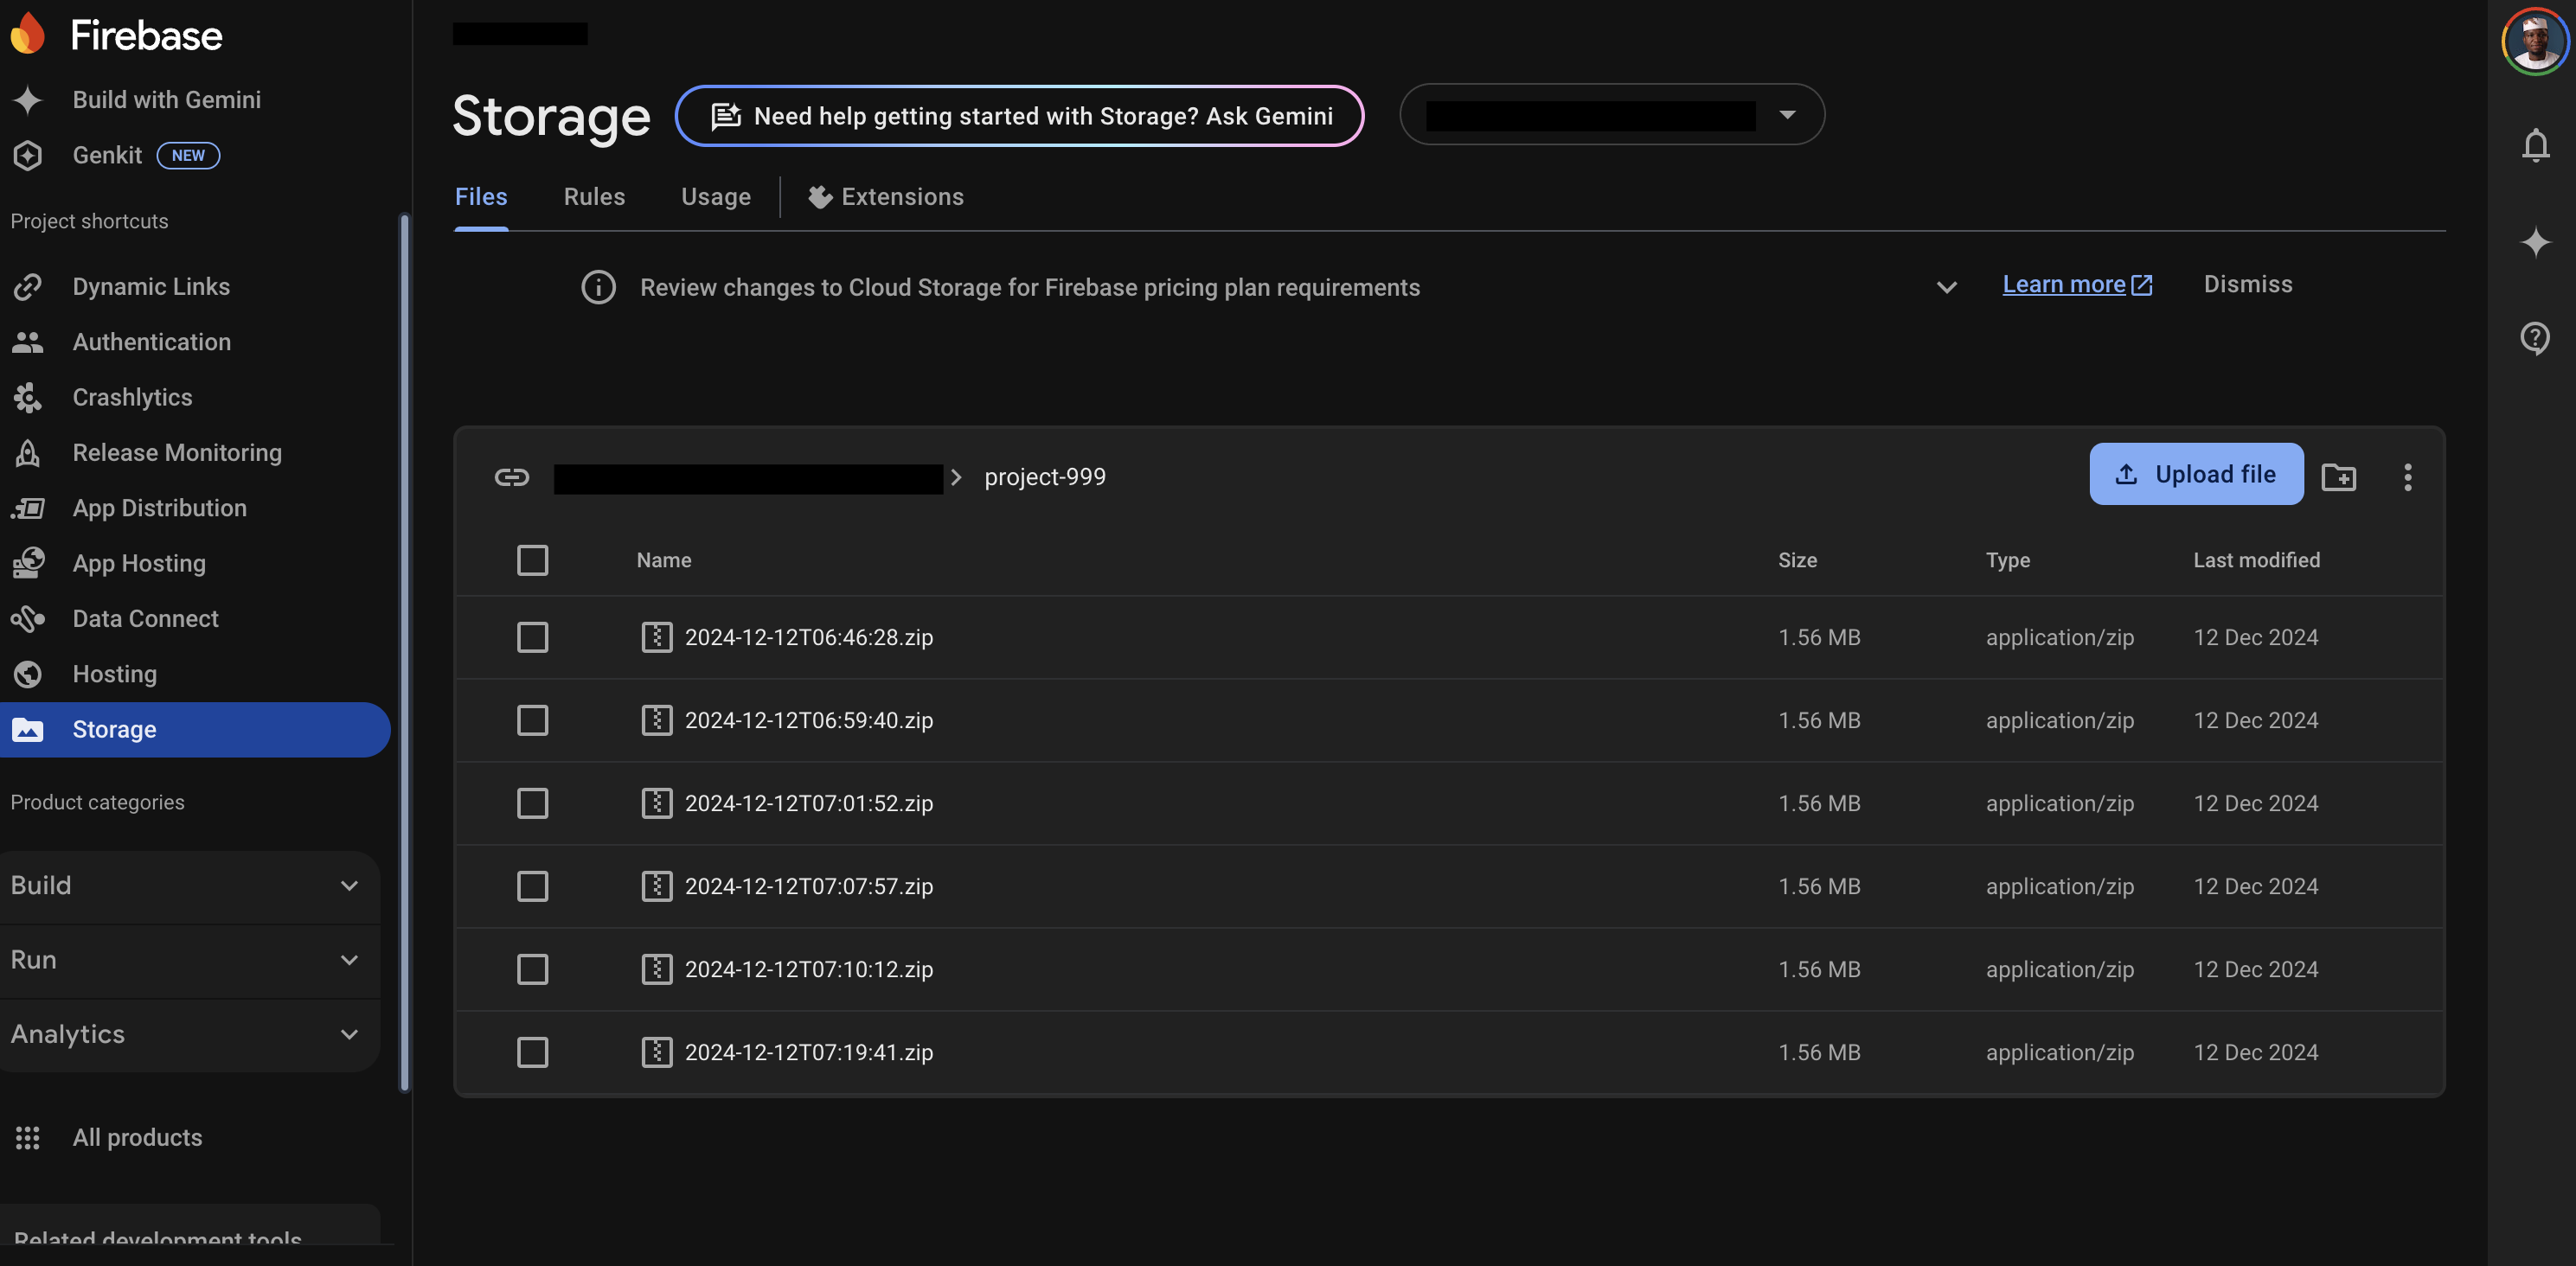 Firebase
Build with Gemini
Genkit NEW
Project shortcuts
Dynamic Links
Authentication
Crashlytics
Release Monitoring
App Distribution
App Hosting
Data Connect
Hosting
Storage
Product categories
Build
Run
Analytics
All products
Related development tools
Storage
Need help getting started with Storage? Ask Gemini
Files Rules Usage Extensions
Review changes to Cloud Storage for Firebase pricing plan requirements
Learn more Dismiss
project-999
Upload file
Name Size Type Last modified
2024-12-12T06:46:28.zip 1.56 MB application/zip 12 Dec 2024
2024-12-12T06:59:40.zip 1.56 MB application/zip 12 Dec 2024
2024-12-12T07:01:52.zip 1.56 MB application/zip 12 Dec 2024
2024-12-12T07:07:57.zip 1.56 MB application/zip 12 Dec 2024
2024-12-12T07:10:12.zip 1.56 MB application/zip 12 Dec 2024
2024-12-12T07:19:41.zip 1.56 MB application/zip 12 Dec 2024